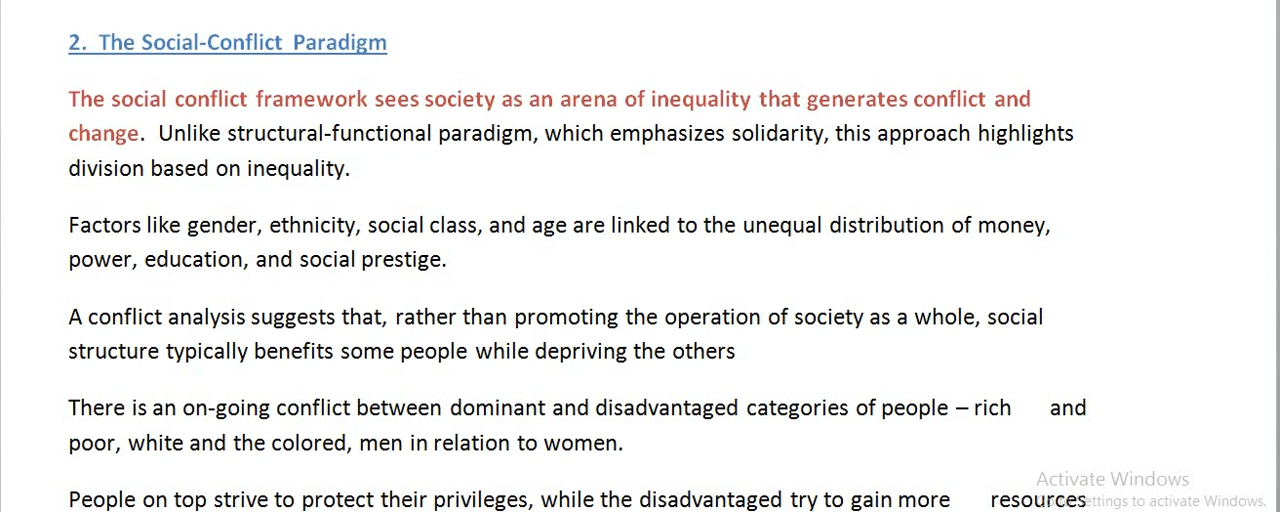 2.  The Social-Conflict Paradigm
The social conflict framework sees society as an arena of inequality that generates conflict and
change.  Unlike structural-functional paradigm, which emphasizes solidarity, this approach highlights
division based on inequality.
Factors like gender, ethnicity, social class, and age are linked to the unequal distribution of money,
power, education, and social prestige.
A conflict analysis suggests that, rather than promoting the operation of society as a whole, social
structure typically benefits some people while depriving the others
There is an on-going conflict between dominant and disadvantaged categories of people – rich and
poor, white and the colored, men in relation to women.
Activate Windows
People on top strive to protect their privileges, while the disadvantaged try to gain more resources
ettings to activate Windows.